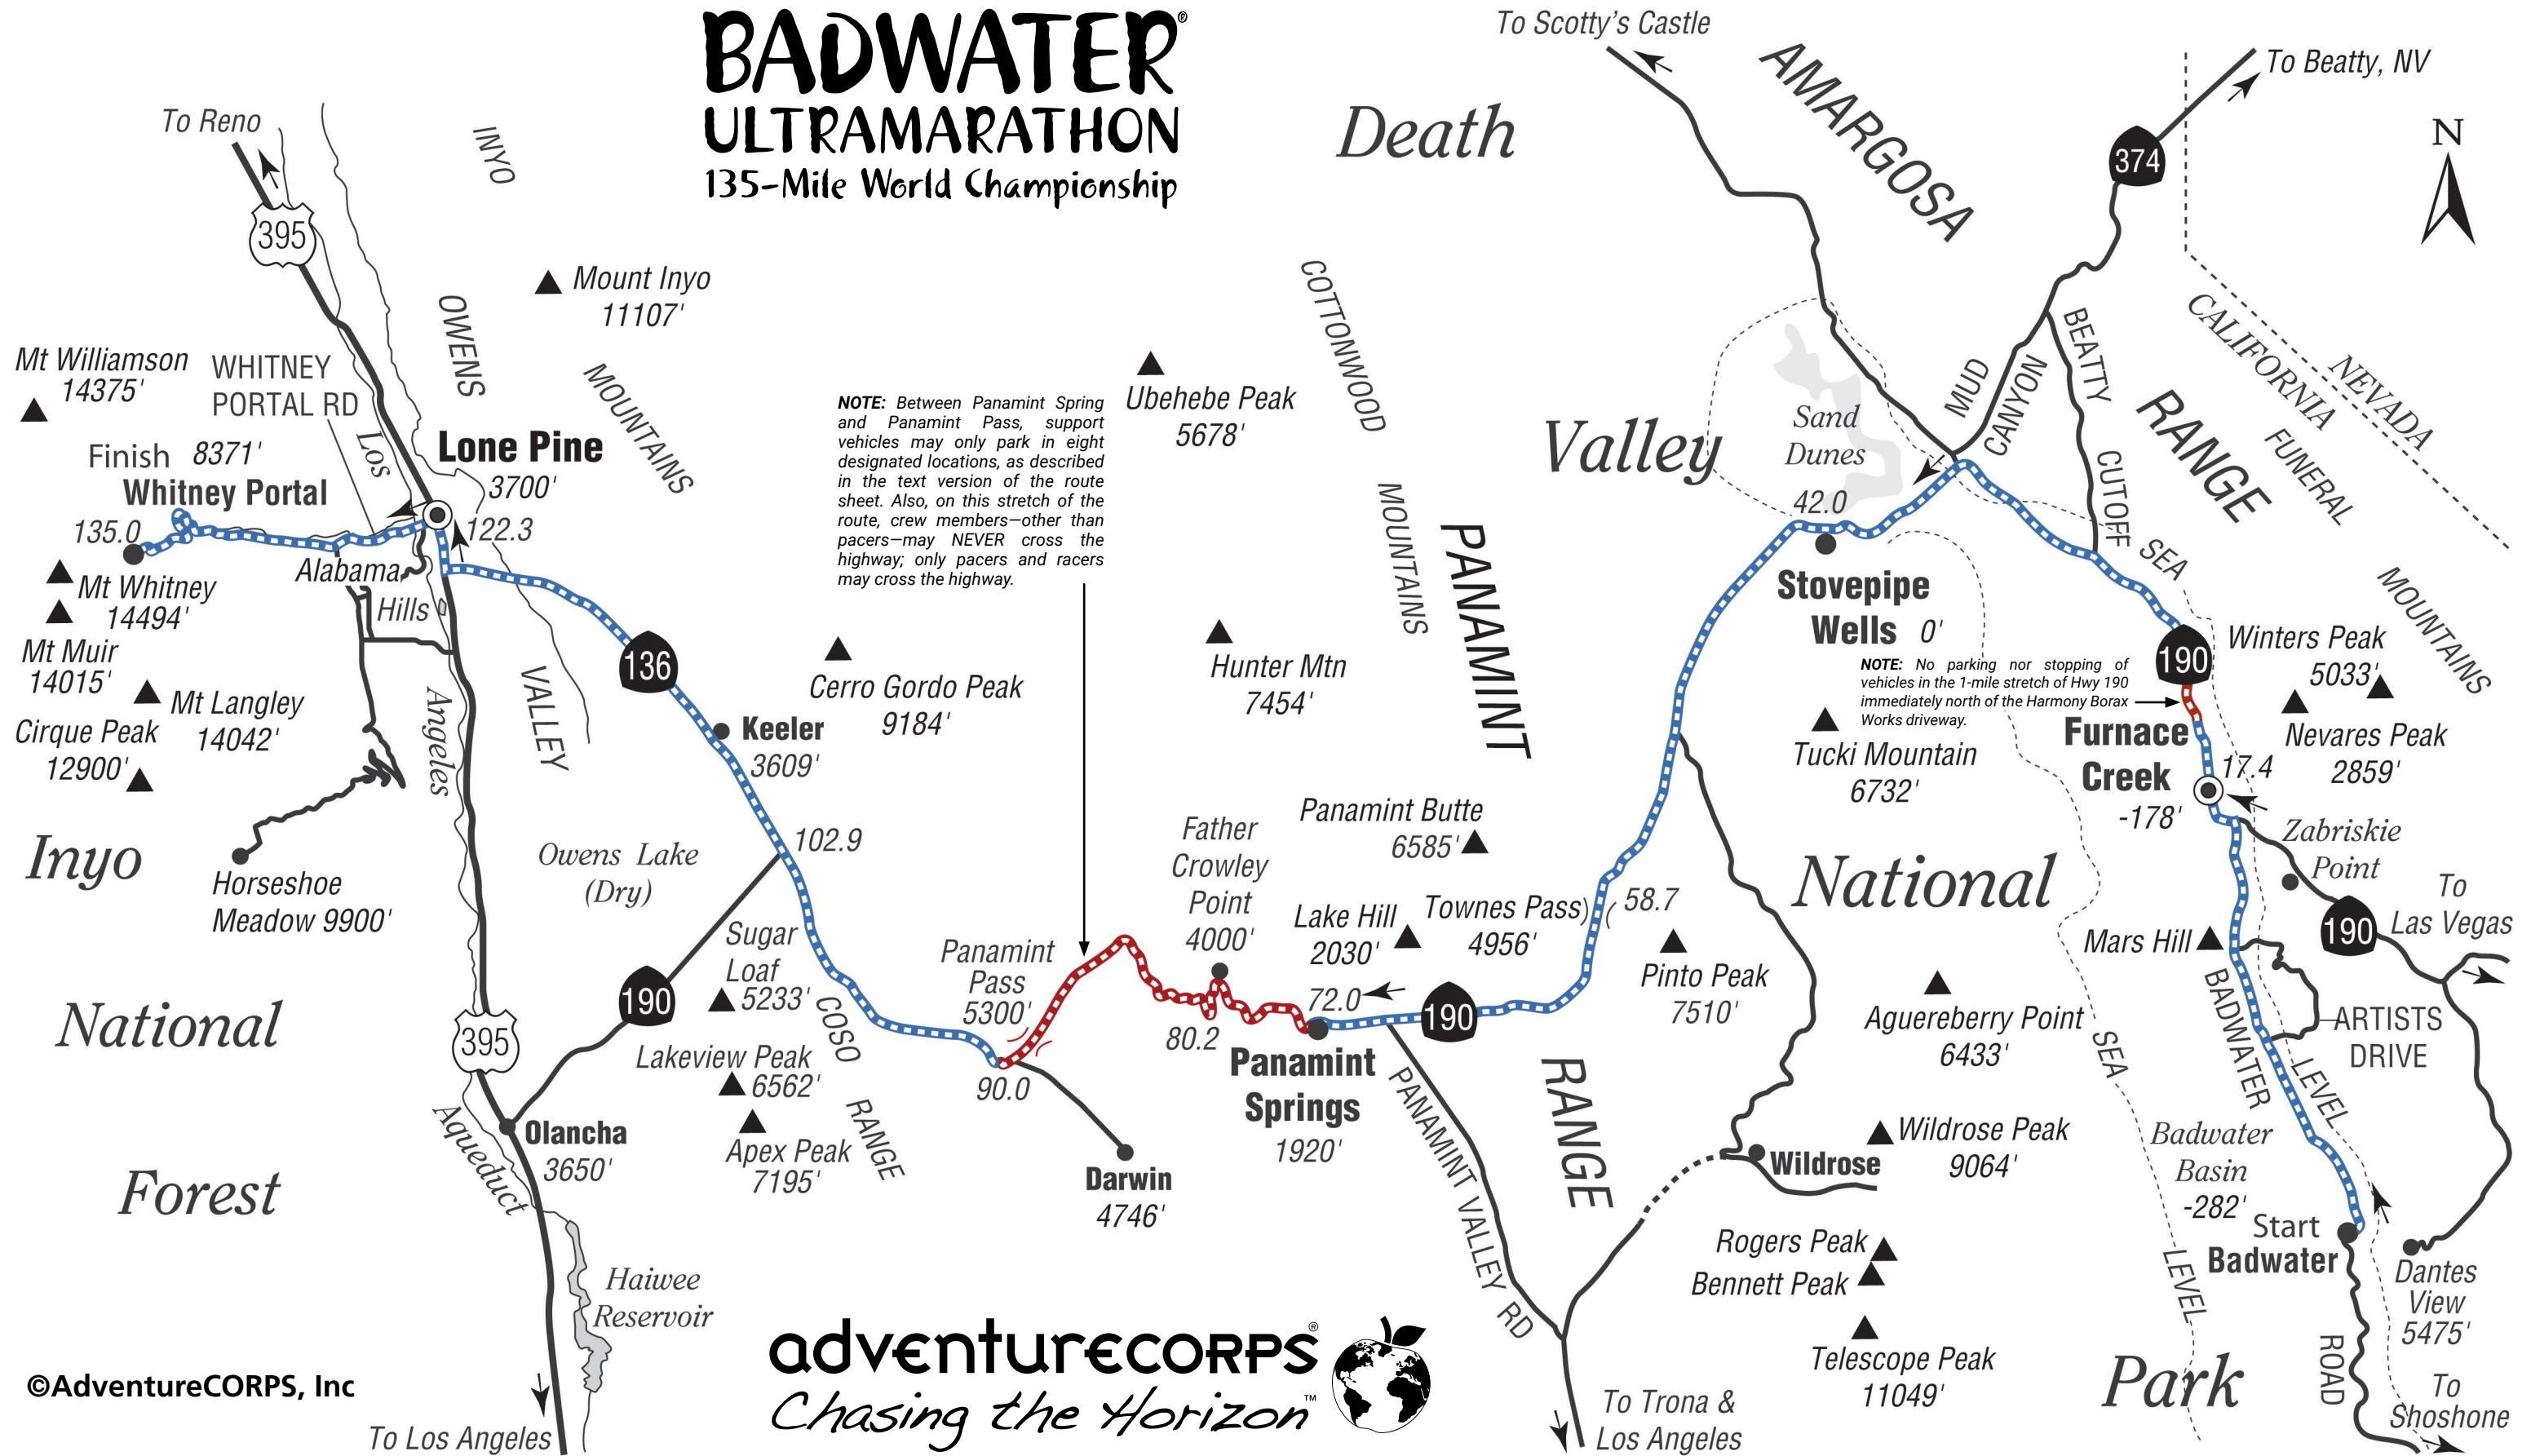 BADWATER®
ULTRAMARATHON
135-Mile World Championship
To Scotty's Castle
To Beatty, NV
N
374
AMARGOSA
RANGE
Death
Valley
National
Park
To Reno
395
INYO
MOUNTAINS
OWENS
VALLEY
Mount Inyo
11107'
Mt Williamson
14375'
WHITNEY
PORTAL RD
Los
Angeles
Aqueduct
Finish 8371'
Whitney Portal
135.0
Lone Pine
3700'
122.3
Mt Whitney
14494'
Alabama
Hills
Mt Muir
14015'
Mt Langley
14042'
Cirque Peak
12900'
Horseshoe
Meadow 9900'
Inyo
National
Forest
136
Keeler
3609'
Cerro Gordo Peak
9184'
102.9
Owens Lake
(Dry)
190
395
Olancha
3650'
Sugar
Loaf
5233'
Lakeview Peak
6562'
Apex Peak
7195'
COSO
RANGE
Haiwee
Reservoir
To Los Angeles
©AdventureCORPS, Inc
NOTE: Between Panamint Spring
and Panamint Pass, support
vehicles may only park in eight
designated locations, as described
in the text version of the route
sheet. Also, on this stretch of the
route, crew members—other than
pacers—may NEVER cross the
highway; only pacers and racers
may cross the highway.
Ubehebe Peak
5678'
COTTONWOOD
MOUNTAINS
Hunter Mtn
7454'
PANAMINT
RANGE
Panamint
Pass
5300'
90.0
Darwin
4746'
Father
Crowley
Point
4000'
80.2
Panamint Butte
6585'
Lake Hill
2030'
Townes Pass
4956'
58.7
72.0
190
Panamint
Springs
1920'
PANAMINT VALLEY RD
To Trona &
Los Angeles
Pinto Peak
7510'
Sand
Dunes
42.0
Stovepipe
Wells 0'
MUD
CANYON
BEATTY
CUTOFF
CALIFORNIA
NEVADA
FUNERAL
MOUNTAINS
SEA
LEVEL
190
NOTE: No parking nor stopping of
vehicles in the 1-mile stretch of Hwy 190
immediately north of the Harmony Borax
Works driveway.
Tucki Mountain
6732'
Winters Peak
5033'
Nevares Peak
2859'
Furnace
Creek
-178'
17.4
Zabriskie
Point
190
To
Las Vegas
Mars Hill
BADWATER
ROAD
ARTISTS
DRIVE
Aguereberry Point
6433'
SEA
LEVEL
Wildrose
Wildrose Peak
9064'
Badwater
Basin
-282'
Start
Badwater
Dantes
View
5475'
To
Shoshone
Rogers Peak
Bennett Peak
Telescope Peak
11049'
adventureCORPS®
Chasing the Horizon™